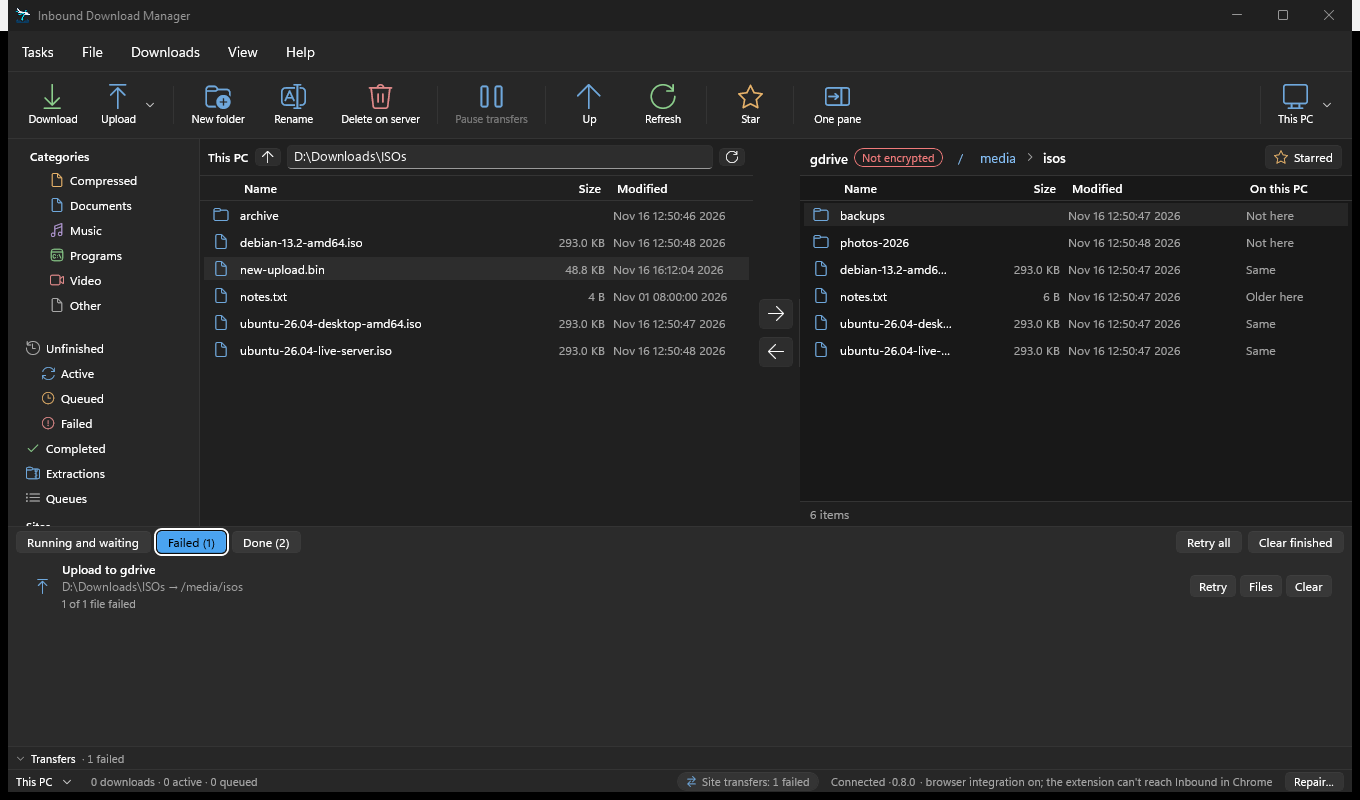 Inbound Download Manager
Tasks File Downloads View Help
Download Upload New folder Rename Delete on server Pause transfers Up Refresh Star One pane This PC
Categories
Compressed
Documents
Music
Programs
Video
Other
Unfinished
Active
Queued
Failed
Completed
Extractions
Queues
This PC D:\Downloads\ISOs
Name Size Modified
archive Nov 16 12:50:46 2026
debian-13.2-amd64.iso 293.0 KB Nov 16 12:50:48 2026
new-upload.bin 48.8 KB Nov 16 16:12:04 2026
notes.txt 4 B Nov 01 08:00:00 2026
ubuntu-26.04-desktop-amd64.iso 293.0 KB Nov 16 12:50:47 2026
ubuntu-26.04-live-server.iso 293.0 KB Nov 16 12:50:48 2026
gdrive Not encrypted / media isos Starred
Name Size Modified On this PC
backups Nov 16 12:50:47 2026 Not here
photos-2026 Nov 16 12:50:48 2026 Not here
debian-13.2-amd6... 293.0 KB Nov 16 12:50:47 2026 Same
notes.txt 6 B Nov 16 12:50:47 2026 Older here
ubuntu-26.04-desk... 293.0 KB Nov 16 12:50:47 2026 Same
ubuntu-26.04-live-... 293.0 KB Nov 16 12:50:47 2026 Same
6 items
Running and waiting Failed (1) Done (2) Retry all Clear finished
Upload to gdrive
D:\Downloads\ISOs → /media/isos
1 of 1 file failed
Retry Files Clear
Transfers · 1 failed
This PC 0 downloads · 0 active · 0 queued Site transfers: 1 failed Connected ·0.8.0 · browser integration on; the extension can't reach Inbound in Chrome Repair...